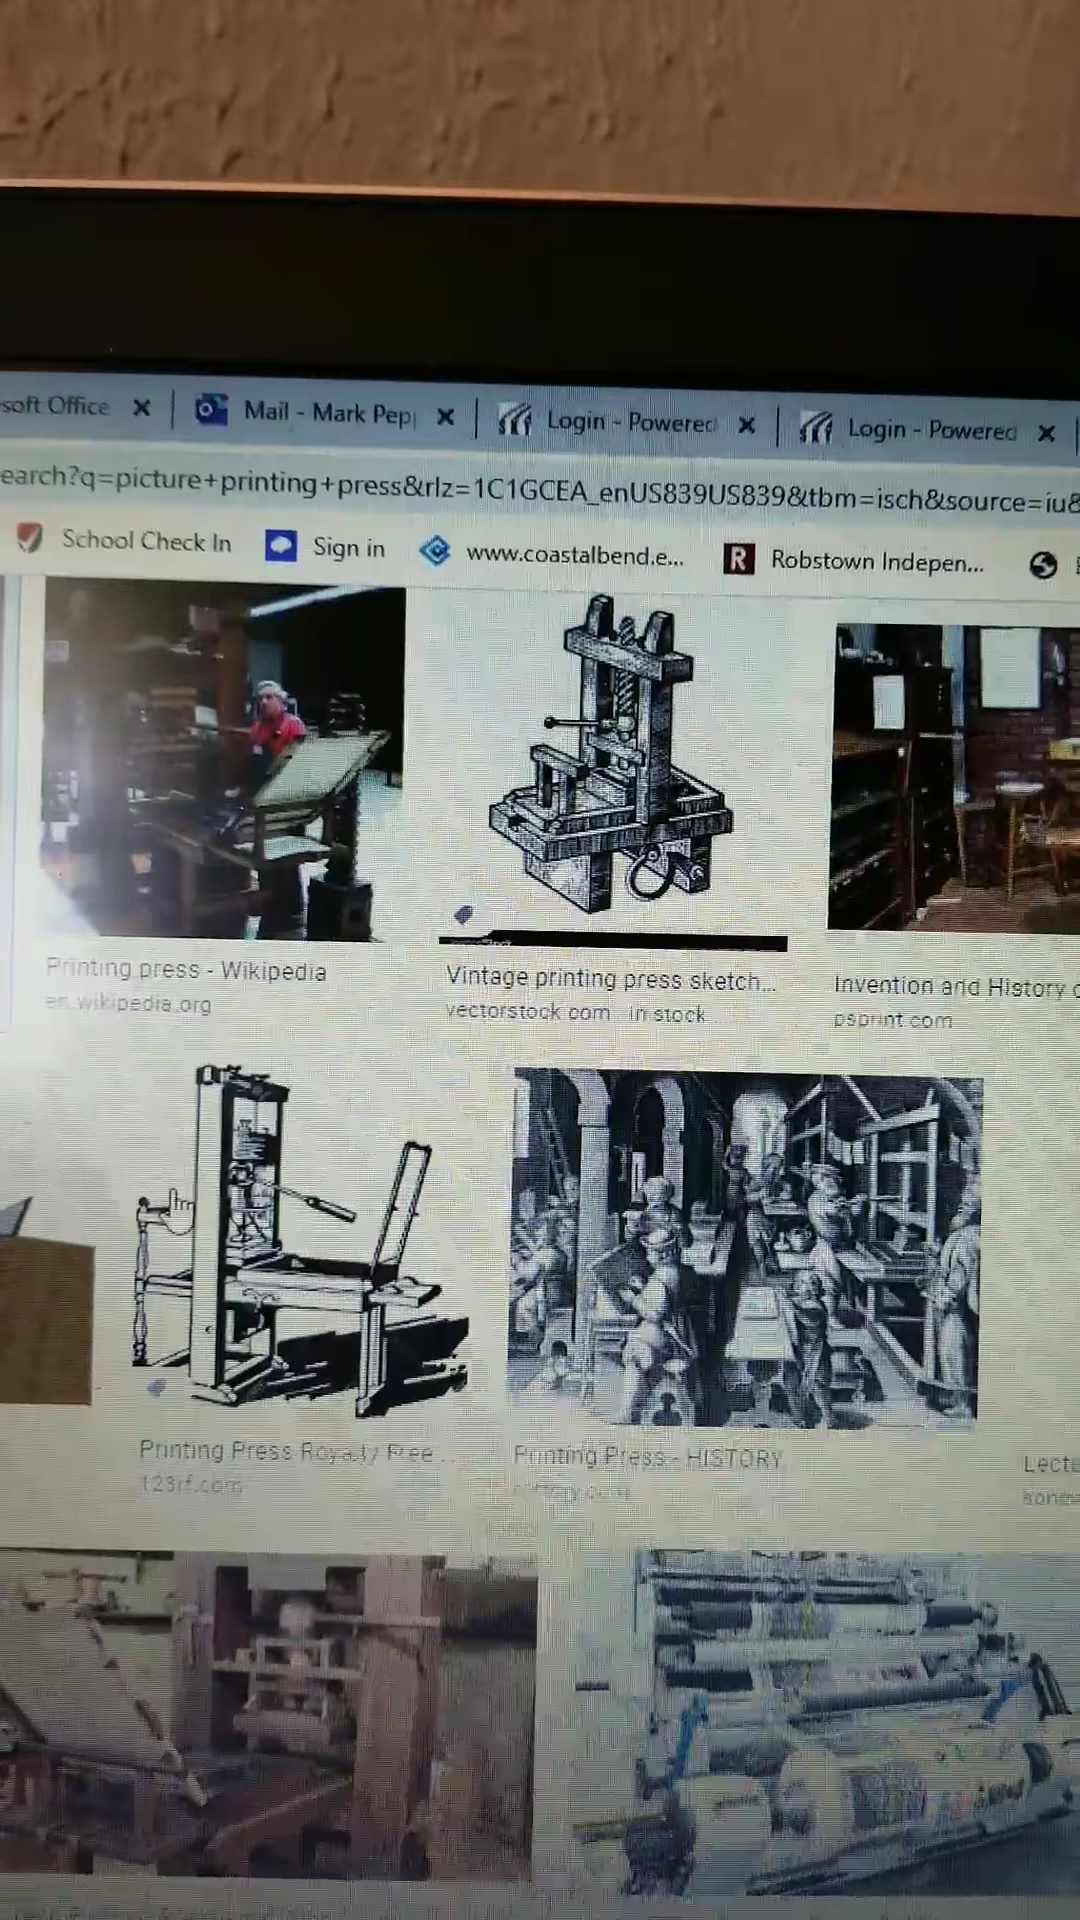 soft Office
Mail - Mark Pep
Login - Powered
Login - Powered
earch?q=picture+printing+press&rlz=1C1GCEA_enUS839US839&tbm=isch&source=iu&
School Check In
Sign in
www.coastalbend.e...
R
Robstown Indepen...
Printing press - Wikipedia
en.wikipedia.org
Vintage printing press sketch...
vectorstock.com · in stock
Invention and History o
psprint.com
Printing Press Royalty Free ...
123rf.com
Printing Press - HISTORY
Lectu